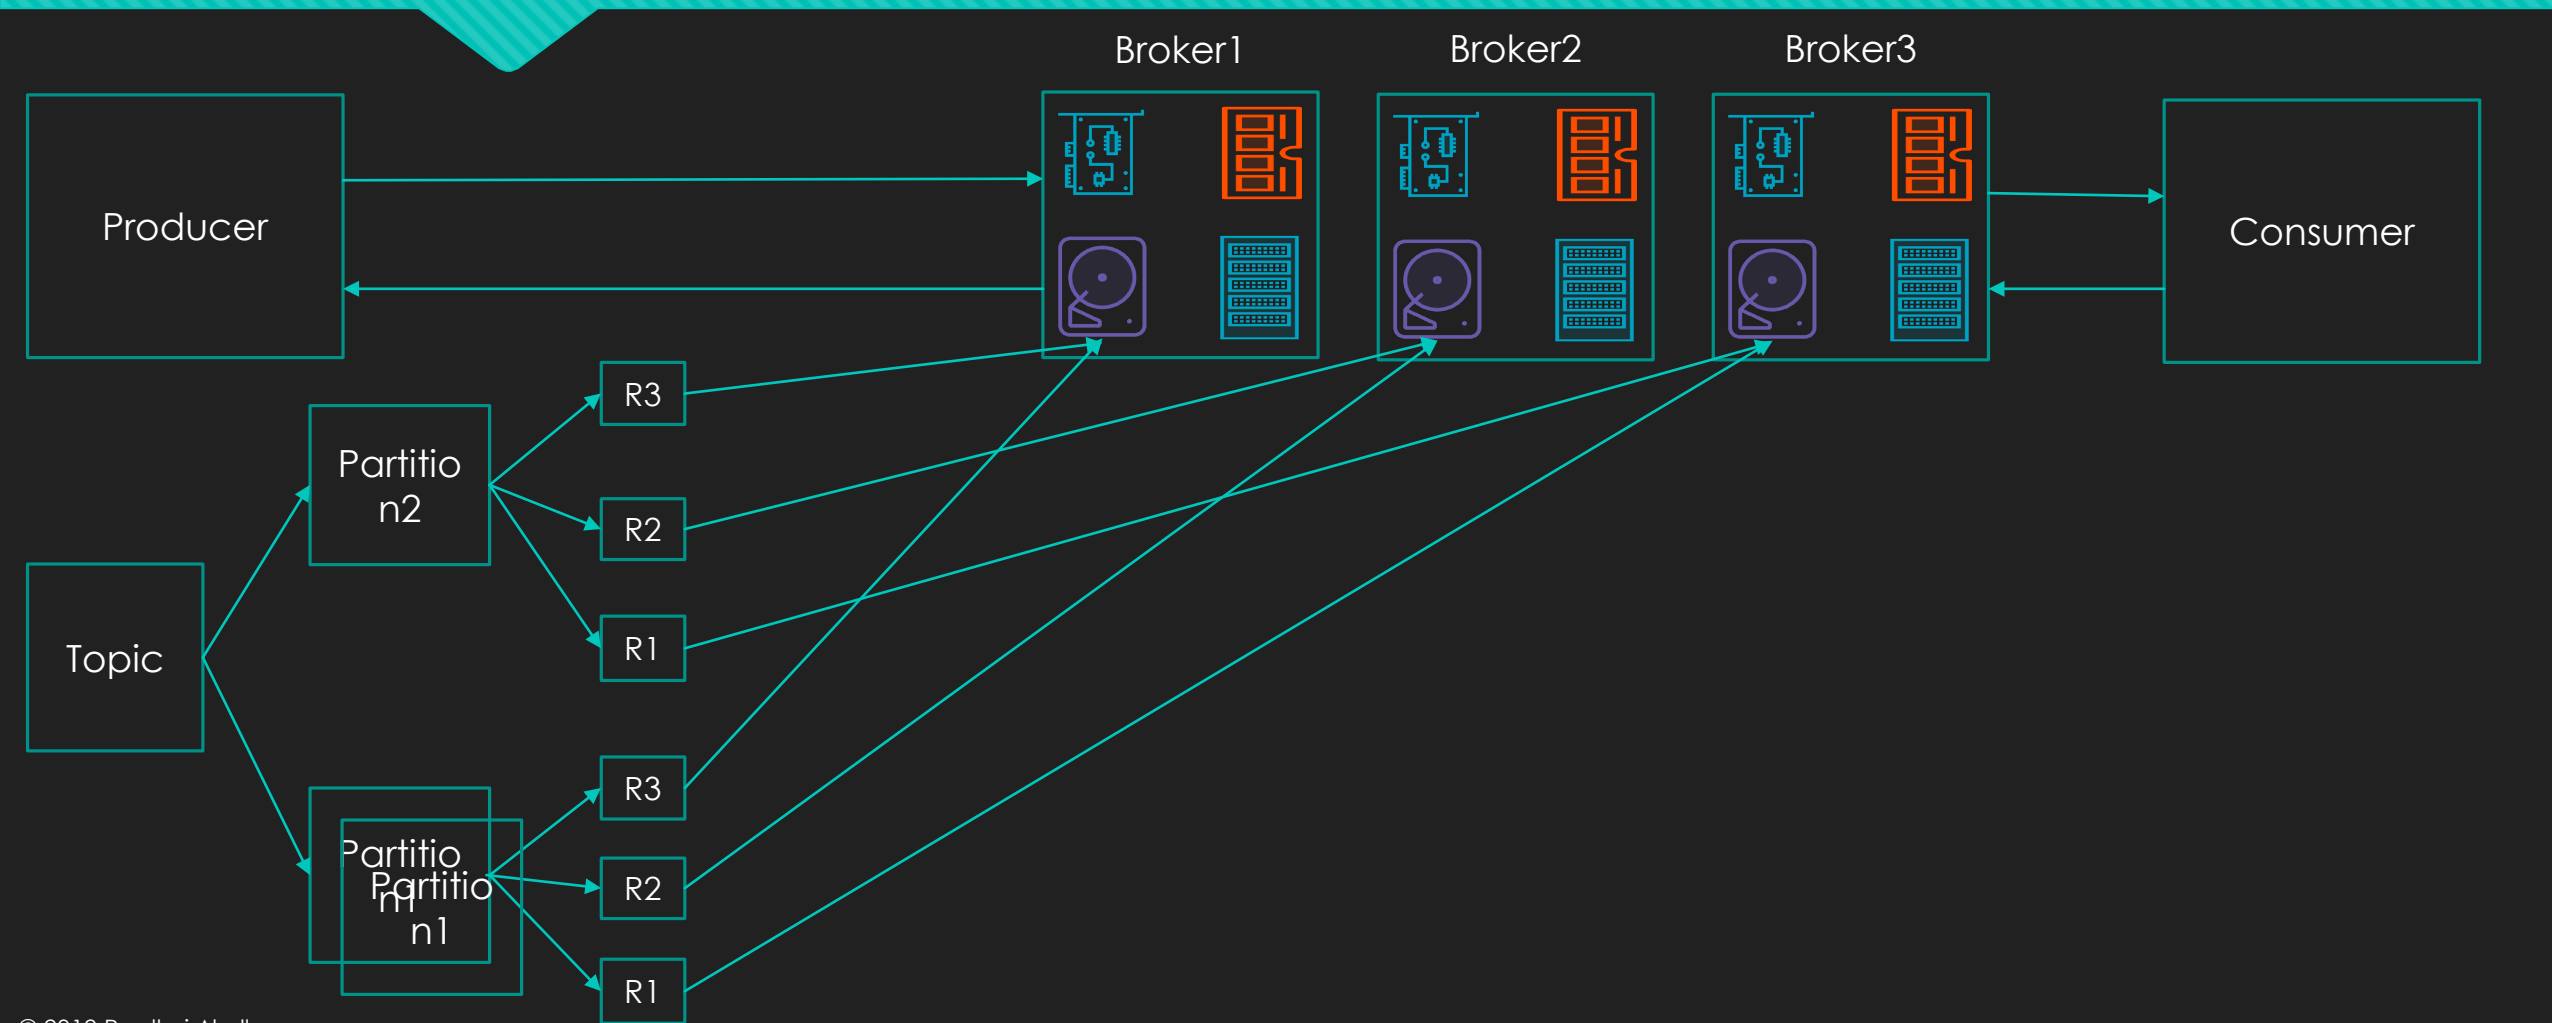 Broker1
Broker2
Broker3
Producer
Consumer
R3
Partitio
n2
R2
R1
Topic
R3
Partitio
n1
Partitio
n1
R2
R1